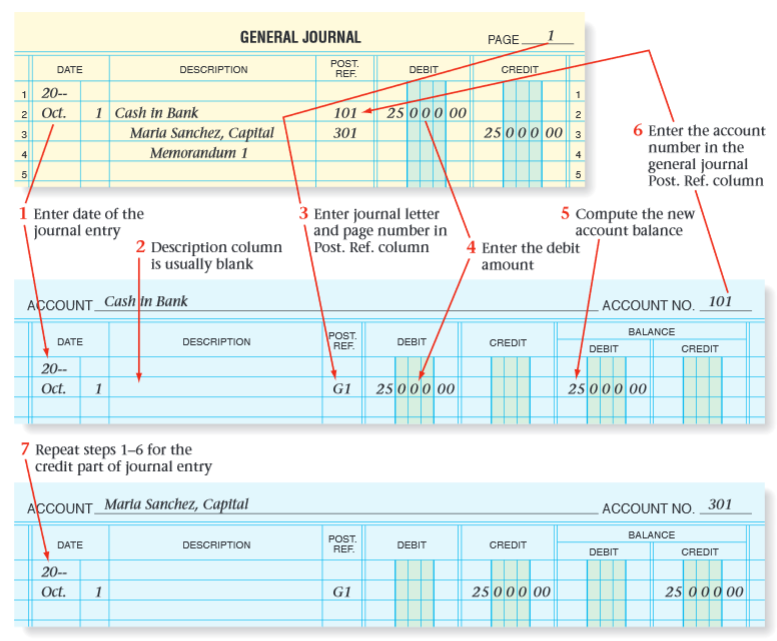 GENERAL JOURNAL PAGE 1
DATE DESCRIPTION POST. REF. DEBIT CREDIT
1 20-- 1
2 Oct. 1 Cash in Bank 101 25 000 00 2
3 Maria Sanchez, Capital 301 25 000 00 3
4 Memorandum 1 4
5 5
6 Enter the account
number in the
general journal
Post. Ref. column
1 Enter date of the
journal entry
2 Description column
is usually blank
3 Enter journal letter
and page number in
Post. Ref. column
4 Enter the debit
amount
5 Compute the new
account balance
ACCOUNT Cash in Bank ACCOUNT NO. 101
DATE DESCRIPTION POST. REF. DEBIT CREDIT BALANCE
DEBIT CREDIT
20--
Oct. 1 G1 25 000 00 25 000 00
7 Repeat steps 1–6 for the
credit part of journal entry
ACCOUNT Maria Sanchez, Capital ACCOUNT NO. 301
DATE DESCRIPTION POST. REF. DEBIT CREDIT BALANCE
DEBIT CREDIT
20--
Oct. 1 G1 25 000 00 25 000 00